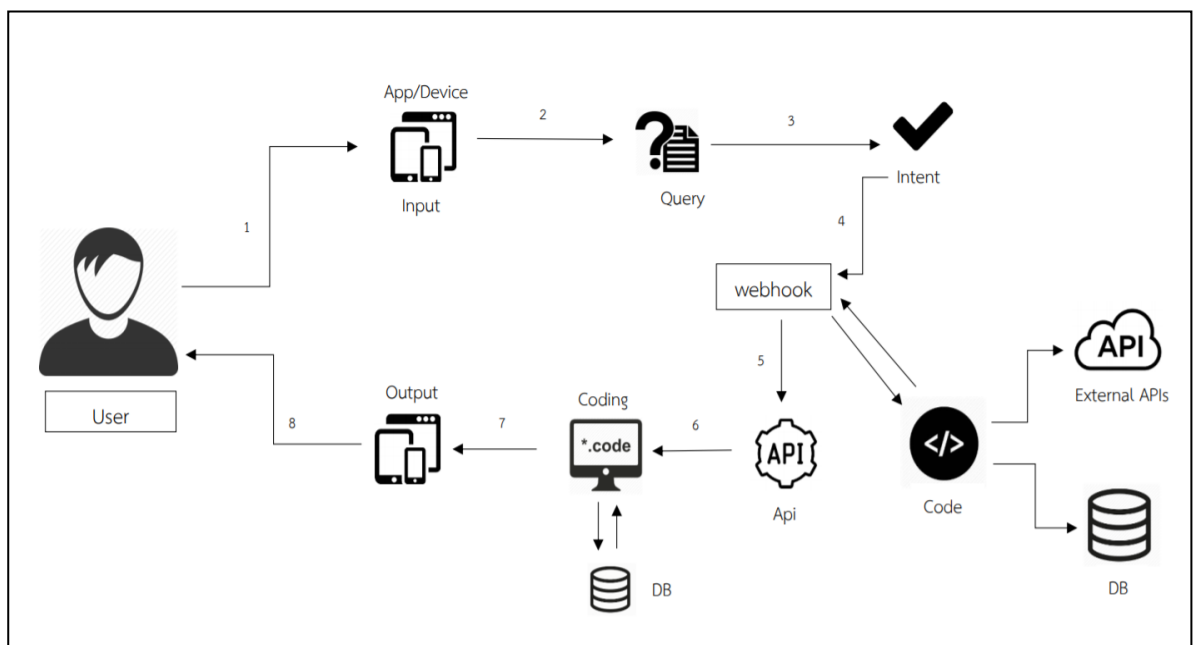 App/Device
Input
1
2
Query
3
Intent
4
webhook
5
API
Api
6
Coding
*.code
DB
7
Output
8
User
</>
Code
API
External APIs
DB